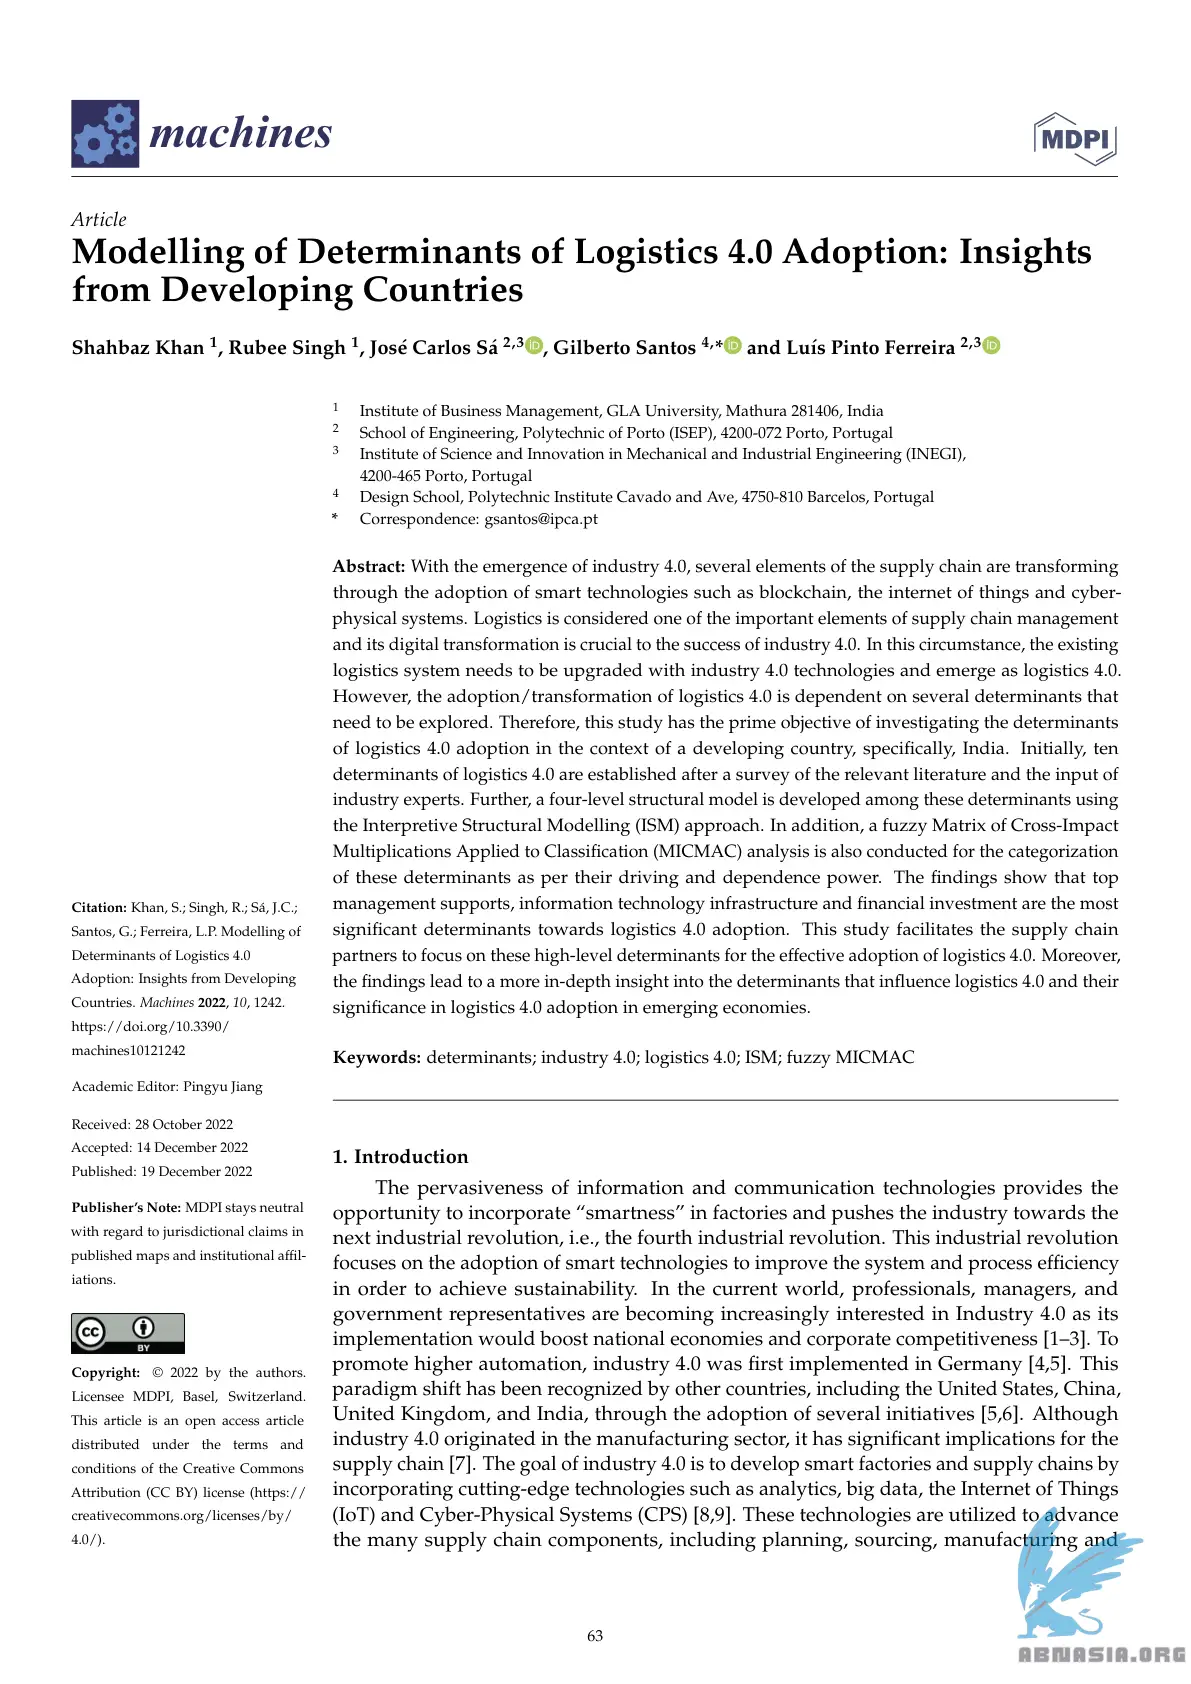 machines
MDPI
Article
Modelling of Determinants of Logistics 4.0 Adoption: Insights
from Developing Countries
Shahbaz Khan 1, Rubee Singh 1, José Carlos Sá 2,3 iD, Gilberto Santos 4,* iD and Luís Pinto Ferreira 2,3 iD
1 Institute of Business Management, GLA University, Mathura 281406, India
2 School of Engineering, Polytechnic of Porto (ISEP), 4200-072 Porto, Portugal
3 Institute of Science and Innovation in Mechanical and Industrial Engineering (INEGI),
4200-465 Porto, Portugal
4 Design School, Polytechnic Institute Cavado and Ave, 4750-810 Barcelos, Portugal
* Correspondence: gsantos@ipca.pt
Abstract: With the emergence of industry 4.0, several elements of the supply chain are transforming
through the adoption of smart technologies such as blockchain, the internet of things and cyber-
physical systems. Logistics is considered one of the important elements of supply chain management
and its digital transformation is crucial to the success of industry 4.0. In this circumstance, the existing
logistics system needs to be upgraded with industry 4.0 technologies and emerge as logistics 4.0.
However, the adoption/transformation of logistics 4.0 is dependent on several determinants that
need to be explored. Therefore, this study has the prime objective of investigating the determinants
of logistics 4.0 adoption in the context of a developing country, specifically, India. Initially, ten
determinants of logistics 4.0 are established after a survey of the relevant literature and the input of
industry experts. Further, a four-level structural model is developed among these determinants using
the Interpretive Structural Modelling (ISM) approach. In addition, a fuzzy Matrix of Cross-Impact
Multiplications Applied to Classification (MICMAC) analysis is also conducted for the categorization
of these determinants as per their driving and dependence power. The findings show that top
management supports, information technology infrastructure and financial investment are the most
significant determinants towards logistics 4.0 adoption. This study facilitates the supply chain
partners to focus on these high-level determinants for the effective adoption of logistics 4.0. Moreover,
the findings lead to a more in-depth insight into the determinants that influence logistics 4.0 and their
significance in logistics 4.0 adoption in emerging economies.
Keywords: determinants; industry 4.0; logistics 4.0; ISM; fuzzy MICMAC
Citation: Khan, S.; Singh, R.; Sá, J.C.;
Santos, G.; Ferreira, L.P. Modelling of
Determinants of Logistics 4.0
Adoption: Insights from Developing
Countries. Machines 2022, 10, 1242.
https://doi.org/10.3390/
machines10121242
Academic Editor: Pingyu Jiang
Received: 28 October 2022
Accepted: 14 December 2022
Published: 19 December 2022
Publisher's Note: MDPI stays neutral
with regard to jurisdictional claims in
published maps and institutional affil-
iations.
cc BY
Copyright: © 2022 by the authors.
Licensee MDPI, Basel, Switzerland.
This article is an open access article
distributed under the terms and
conditions of the Creative Commons
Attribution (CC BY) license (https://
creativecommons.org/licenses/by/
4.0/).
1. Introduction
The pervasiveness of information and communication technologies provides the
opportunity to incorporate “smartness” in factories and pushes the industry towards the
next industrial revolution, i.e., the fourth industrial revolution. This industrial revolution
focuses on the adoption of smart technologies to improve the system and process efficiency
in order to achieve sustainability. In the current world, professionals, managers, and
government representatives are becoming increasingly interested in Industry 4.0 as its
implementation would boost national economies and corporate competitiveness [1–3]. To
promote higher automation, industry 4.0 was first implemented in Germany [4,5]. This
paradigm shift has been recognized by other countries, including the United States, China,
United Kingdom, and India, through the adoption of several initiatives [5,6]. Although
industry 4.0 originated in the manufacturing sector, it has significant implications for the
supply chain [7]. The goal of industry 4.0 is to develop smart factories and supply chains by
incorporating cutting-edge technologies such as analytics, big data, the Internet of Things
(IoT) and Cyber-Physical Systems (CPS) [8,9]. These technologies are utilized to advance
the many supply chain components, including planning, sourcing, manufacturing and
63
ABNASIA.ORG